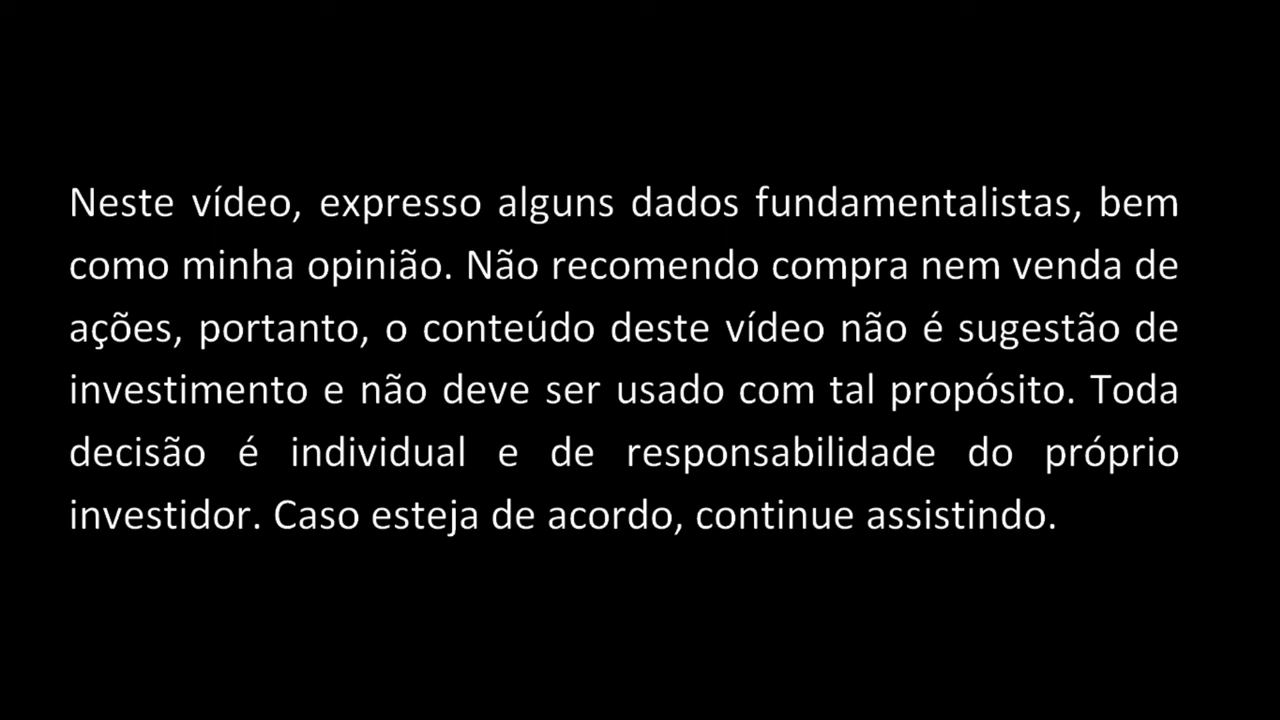 Neste vídeo, expresso alguns dados fundamentalistas, bem
como minha opinião. Não recomendo compra nem venda de
ações, portanto, o conteúdo deste vídeo não é sugestão de
investimento e não deve ser usado com tal propósito. Toda
decisão é individual e de responsabilidade do próprio
investidor. Caso esteja de acordo, continue assistindo.